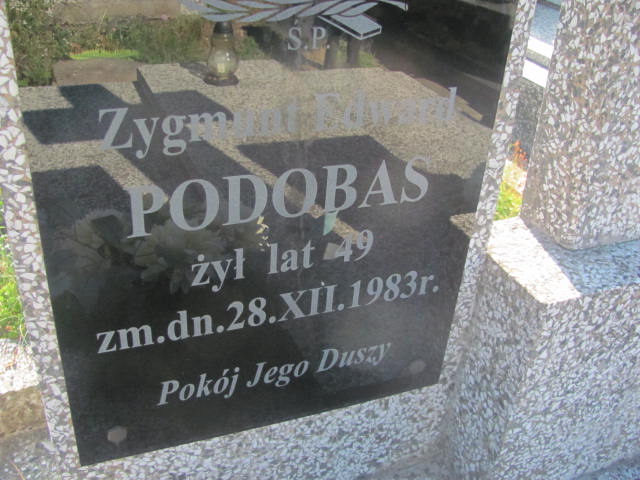 Ś.P.
Zygmunt Edward
PODOBAS
żył lat 49
zm.dn.28.XII.1983r.
Pokój Jego Duszy